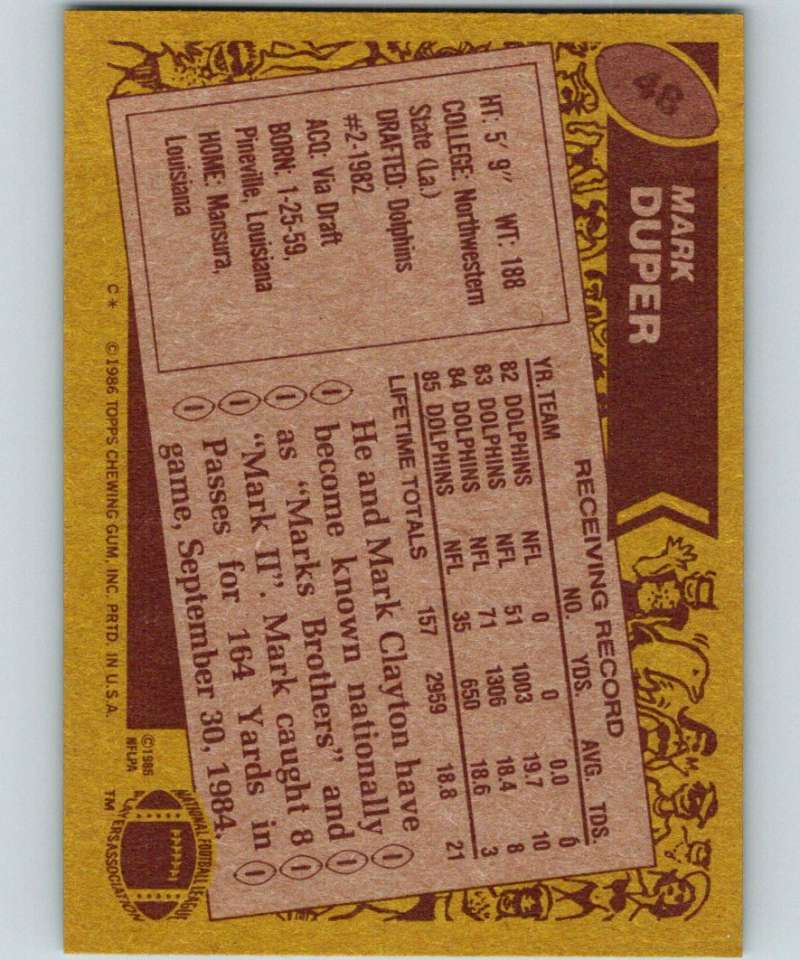 48
MARK
DUPER
HT: 5' 9" WT: 188
COLLEGE: Northwestern
State (La.)
DRAFTED: Dolphins
#2-1982
ACQ: Via Draft
BORN: 1-25-59,
Pineville, Louisiana
HOME: Mansura,
Louisiana
RECEIVING RECORD
YR. TEAM NO. YDS. AVG. TDS.
82 DOLPHINS NFL 0 0 0.0 0
83 DOLPHINS NFL 51 1003 19.7 10
84 DOLPHINS NFL 71 1306 18.4 8
85 DOLPHINS NFL 35 650 18.6 3
LIFETIME TOTALS 157 2959 18.8 21
He and Mark Clayton have
become known nationally
as “Marks Brothers” and
“Mark II”. Mark caught 8
Passes for 164 Yards in
game, September 30, 1984.
C* ©1986 TOPPS CHEWING GUM, INC. PRTD. IN U.S.A.
©1986
NFLPA
NATIONAL FOOTBALL LEAGUE
PLAYERS ASSOCIATION
TM